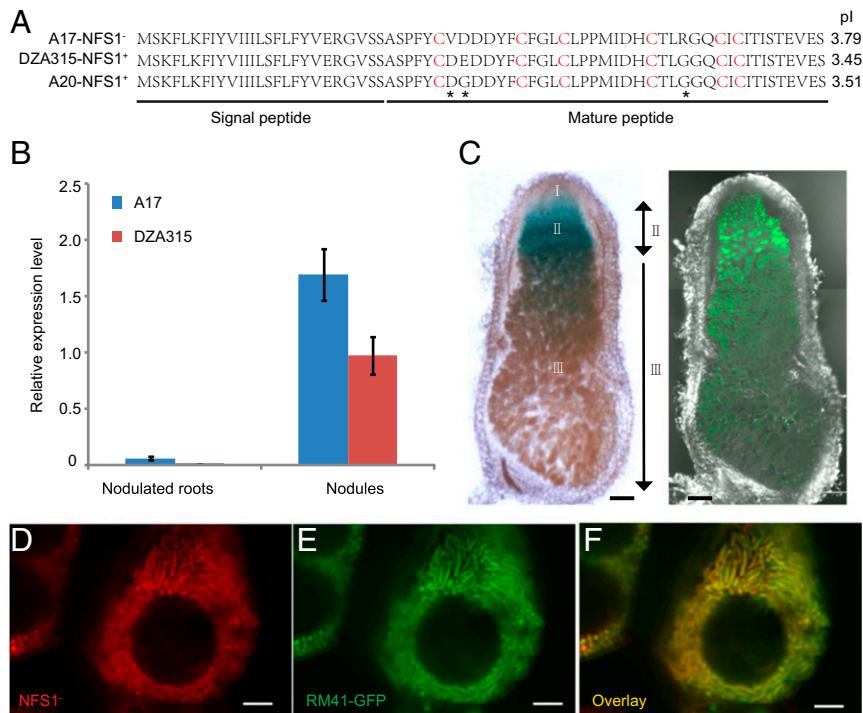 A
pI
A17-NFS1⁻ MSKFLKFIYVIIILSFLFYVERGVSSASPFYCVDDDYFCFGLCLPPMIDHCTLRGQCICITISTEVES 3.79
DZA315-NFS1⁺ MSKFLKFIYVIIILSFLFYVERGVSSASPFYCDEDDYFCFGLCLPPMIDHCTLGGQCICITISTEVES 3.45
A20-NFS1⁺ MSKFLKFIYVIIILSFLFYVERGVSSASPFYCDGDDYFCFGLCLPPMIDHCTLGGQCICITISTEVES 3.51
* * *
Signal peptide Mature peptide
B
Relative expression level
2.5
2.0
1.5
1.0
0.5
0
A17
DZA315
Nodulated roots Nodules
C
I
II
III
II
III
D
NFS1⁻
E
RM41-GFP
F
Overlay